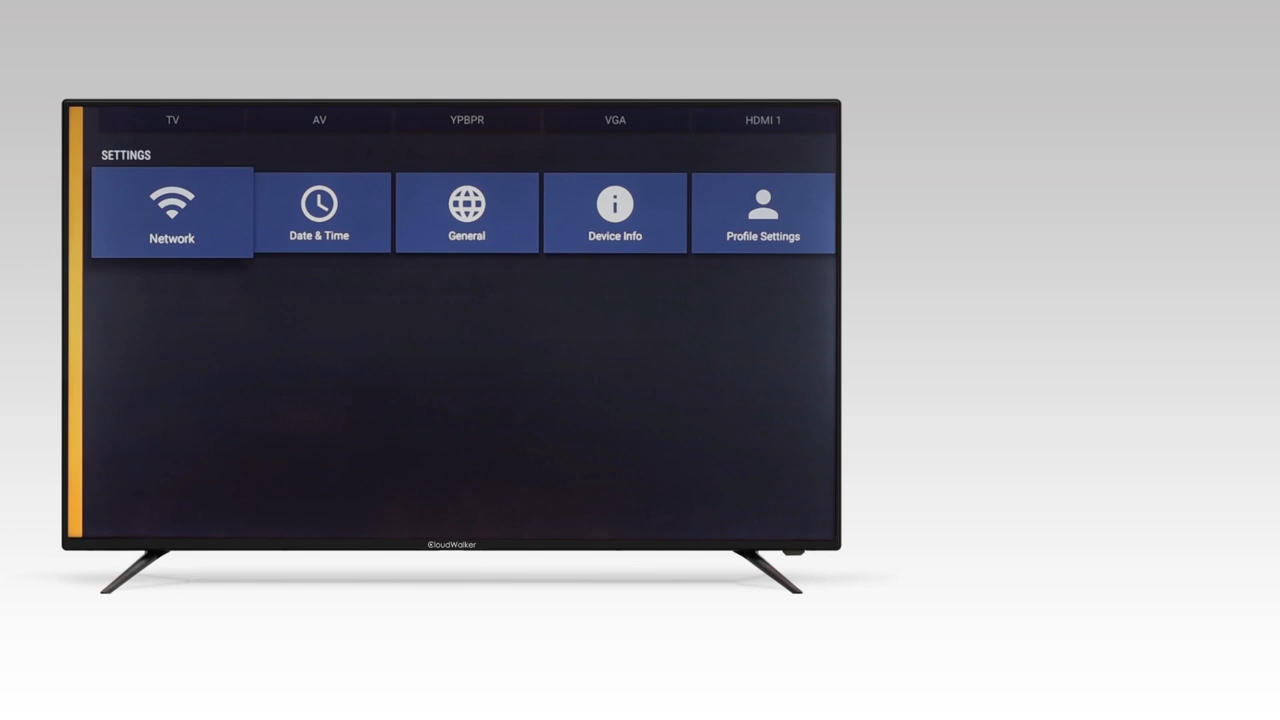 TV AV YPBPR VGA HDMI 1
SETTINGS
Network Date & Time General Device Info Profile Settings
CloudWalker